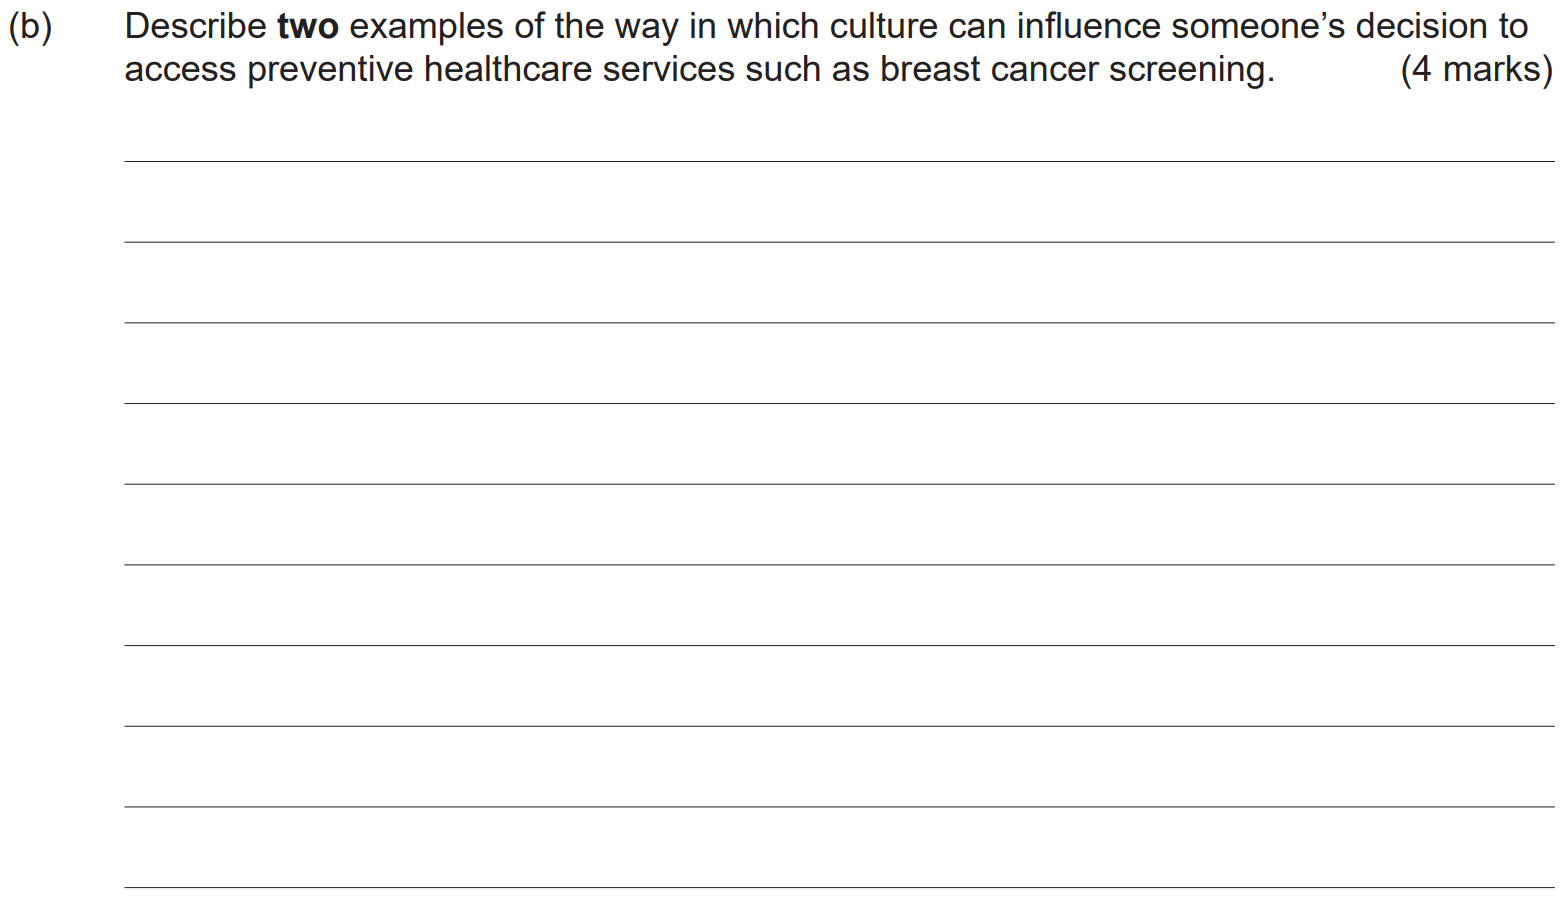 (b) Describe two examples of the way in which culture can influence someone’s decision to
access preventive healthcare services such as breast cancer screening. (4 marks)